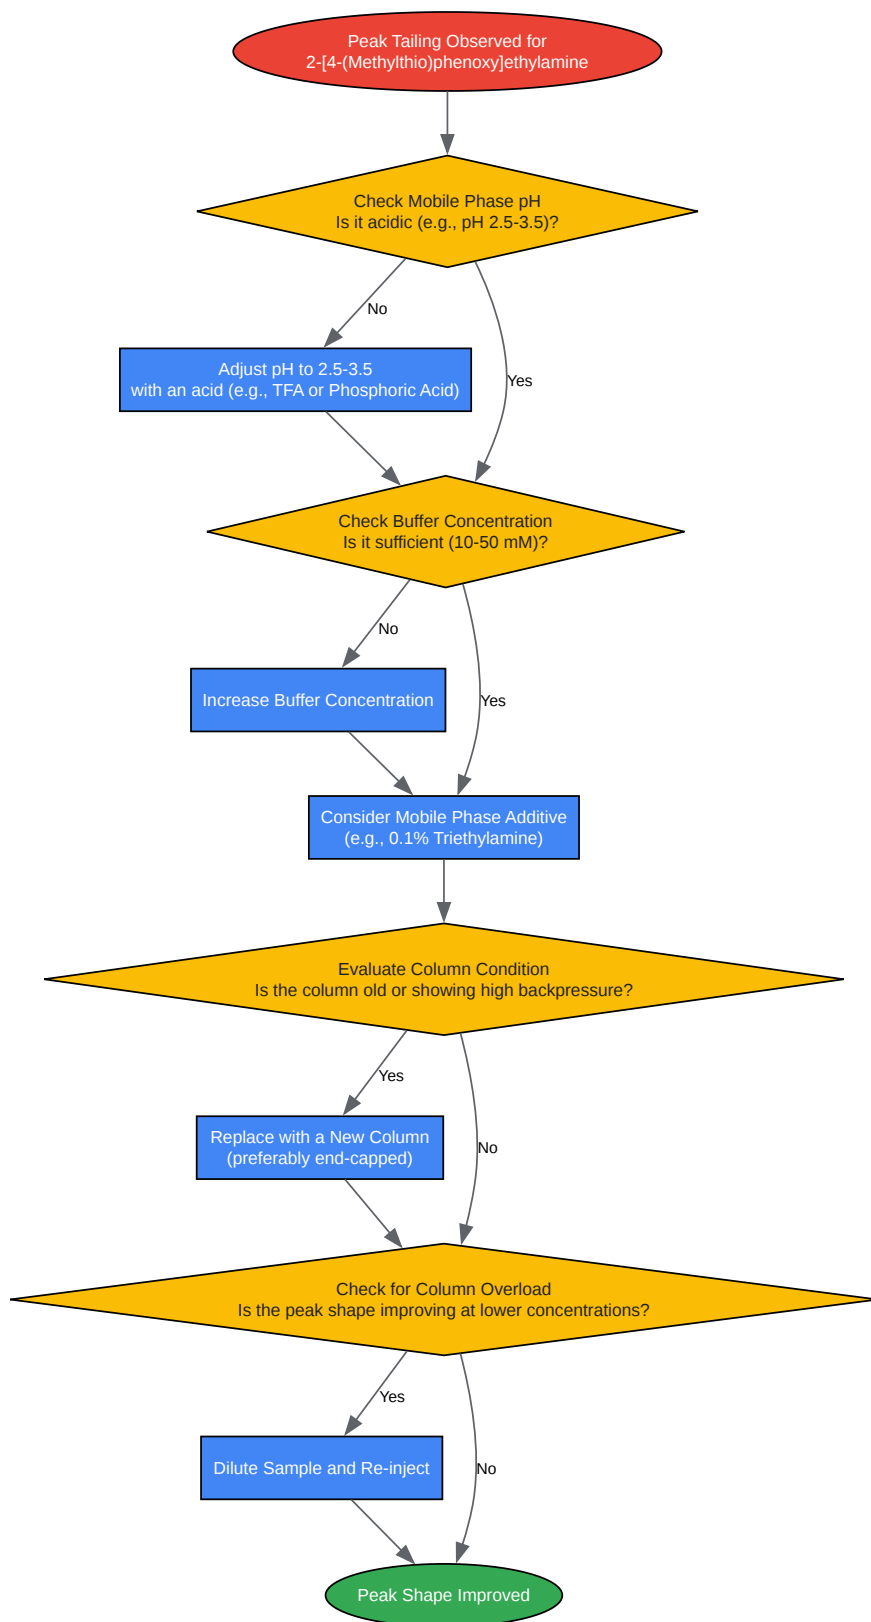 Peak Tailing Observed for
2-[4-(Methylthio)phenoxy]ethylamine
Check Mobile Phase pH
Is it acidic (e.g., pH 2.5-3.5)?
No
Adjust pH to 2.5-3.5
with an acid (e.g., TFA or Phosphoric Acid)
Yes
Check Buffer Concentration
Is it sufficient (10-50 mM)?
No
Increase Buffer Concentration
Yes
Consider Mobile Phase Additive
(e.g., 0.1% Triethylamine)
Evaluate Column Condition
Is the column old or showing high backpressure?
Yes
Replace with a New Column
(preferably end-capped)
No
Check for Column Overload
Is the peak shape improving at lower concentrations?
Yes
Dilute Sample and Re-inject
No
Peak Shape Improved